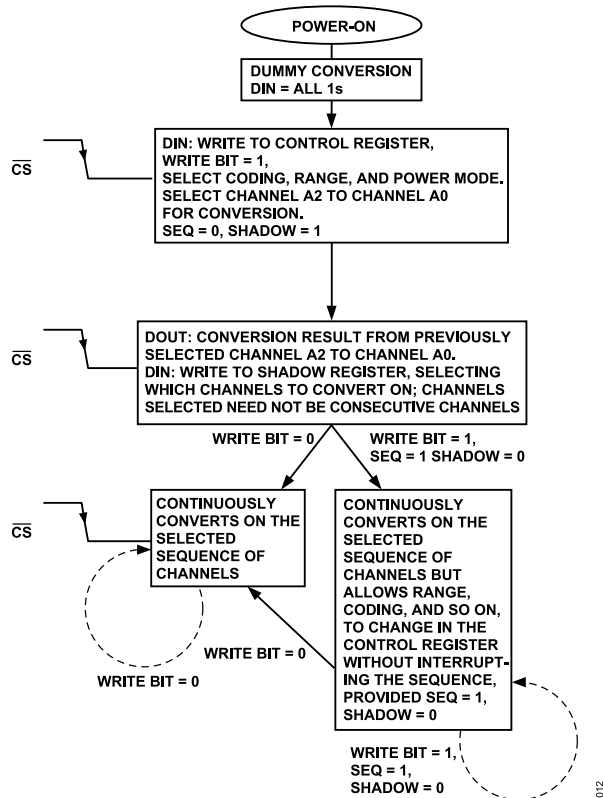 POWER-ON
DUMMY CONVERSION
DIN = ALL 1s
CS
DIN: WRITE TO CONTROL REGISTER,
WRITE BIT = 1,
SELECT CODING, RANGE, AND POWER MODE.
SELECT CHANNEL A2 TO CHANNEL A0
FOR CONVERSION.
SEQ = 0, SHADOW = 1
CS
DOUT: CONVERSION RESULT FROM PREVIOUSLY
SELECTED CHANNEL A2 TO CHANNEL A0.
DIN: WRITE TO SHADOW REGISTER, SELECTING
WHICH CHANNELS TO CONVERT ON; CHANNELS
SELECTED NEED NOT BE CONSECUTIVE CHANNELS
WRITE BIT = 0
WRITE BIT = 1,
SEQ = 1 SHADOW = 0
CS
CONTINUOUSLY
CONVERTS ON THE
SELECTED
SEQUENCE OF
CHANNELS
CONTINUOUSLY
CONVERTS ON THE
SELECTED
SEQUENCE OF
CHANNELS BUT
ALLOWS RANGE,
CODING, AND SO ON,
TO CHANGE IN THE
CONTROL REGISTER
WITHOUT INTERRUPT-
ING THE SEQUENCE,
PROVIDED SEQ = 1,
SHADOW = 0
WRITE BIT = 0
WRITE BIT = 0
WRITE BIT = 1,
SEQ = 1,
SHADOW = 0
012